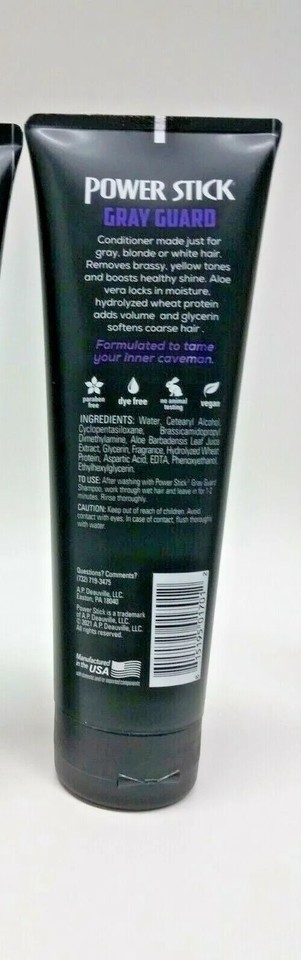 POWER STICK
GRAY GUARD
Conditioner made just for
gray, blonde or white hair.
Removes brassy, yellow tones
and boosts healthy shine. Aloe
vera locks in moisture,
hydrolyzed wheat protein
adds volume and glycerin
softens coarse hair.
Formulated to tame
your inner caveman.
paraben free
dye free
no animal testing
vegan
INGREDIENTS: Water, Cetearyl Alcohol,
Cyclopentasiloxane, Brassicamidopropyl
Dimethylamine, Aloe Barbadensis Leaf Juice
Extract, Glycerin, Fragrance, Hydrolyzed Wheat
Protein, Aspartic Acid, EDTA, Phenoxyethanol,
Ethylhexylglycerin.
TO USE: After washing with Power Stick® Gray Guard
Shampoo, work through wet hair and leave in for 1-2
minutes. Rinse thoroughly.
CAUTION: Keep out of reach of children. Avoid
contact with eyes. In case of contact, flush thoroughly
with water.
Questions? Comments?
(732) 719-3475
A.P. Deauville, LLC.
Easton, PA 18040
Power Stick is a trademark
of A.P. Deauville, LLC.
© 2021 A.P. Deauville, LLC.
All rights reserved.
Manufactured
in the USA
with domestic and/or imported components